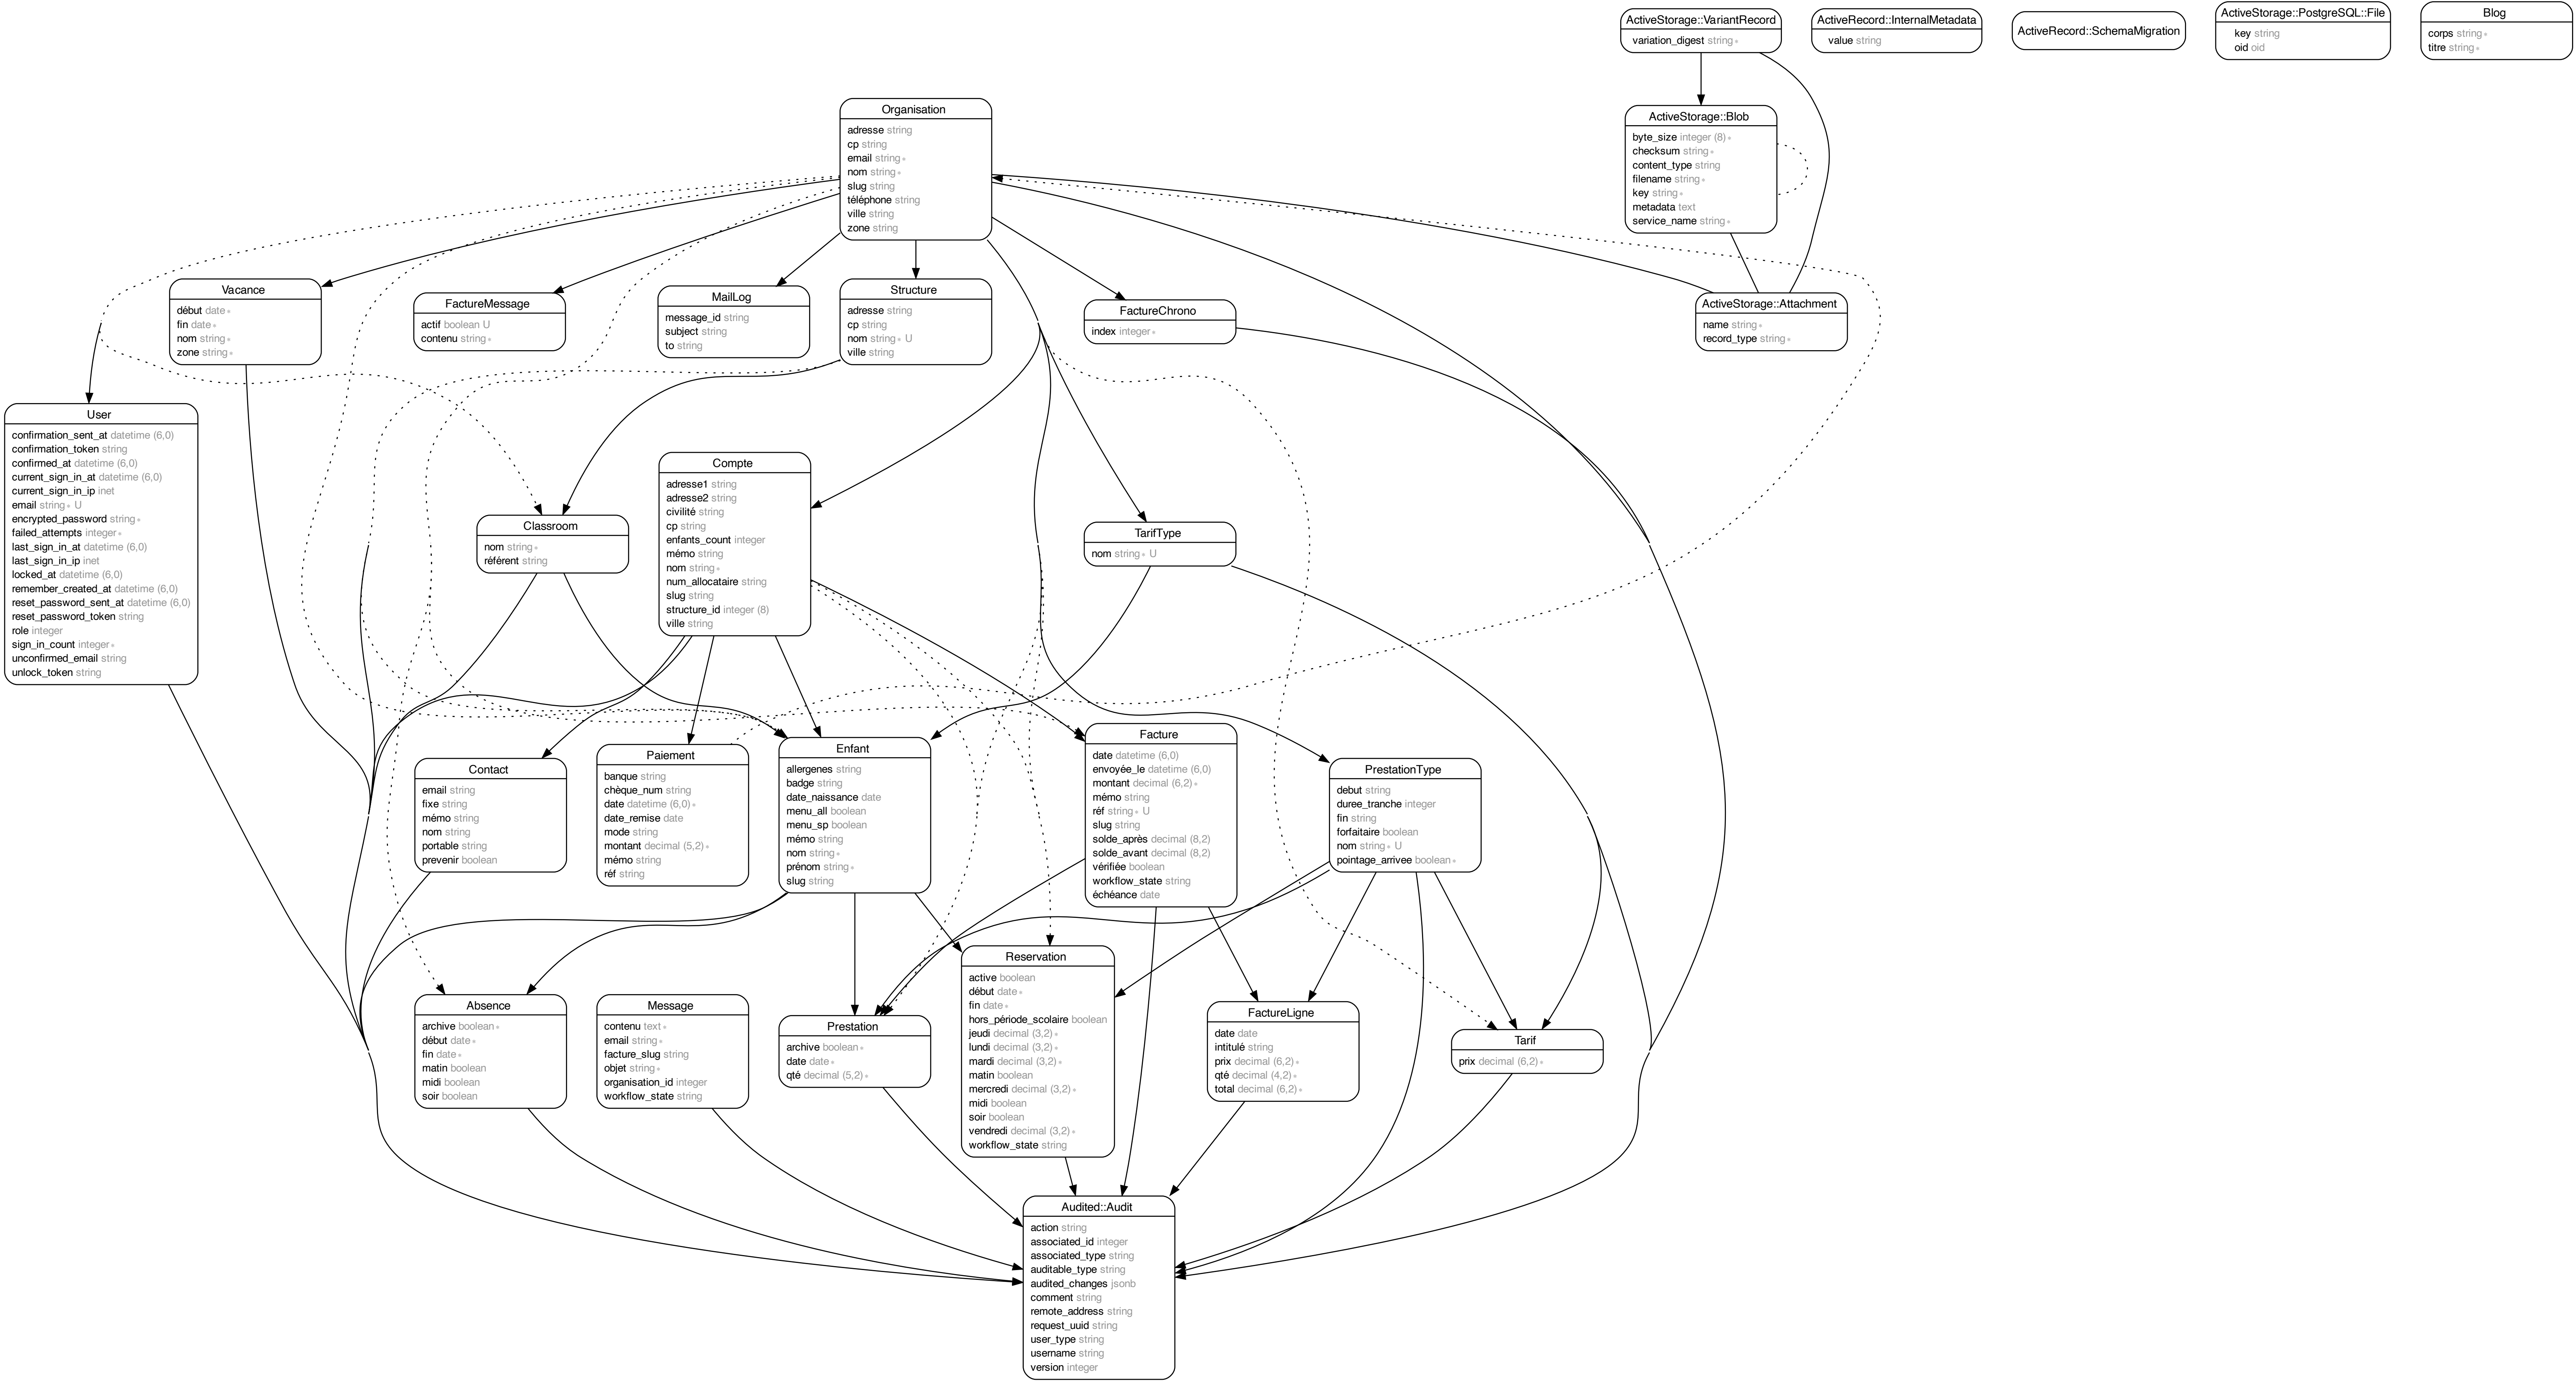 ActiveStorage::VariantRecord
variation_digest string *
ActiveRecord::InternalMetadata
value string
ActiveRecord::SchemaMigration
ActiveStorage::PostgreSQL::File
key string
oid oid
Blog
corps string *
titre string *
Organisation
adresse string
cp string
email string *
nom string *
slug string
téléphone string
ville string
zone string
ActiveStorage::Blob
byte_size integer (8) *
checksum string *
content_type string
filename string *
key string *
metadata text
service_name string *
Vacance
début date *
fin date *
nom string *
zone string *
FactureMessage
actif boolean U
contenu string *
MailLog
message_id string
subject string
to string
Structure
adresse string
cp string
nom string * U
ville string
FactureChrono
index integer *
ActiveStorage::Attachment
name string *
record_type string *
User
confirmation_sent_at datetime (6,0)
confirmation_token string
confirmed_at datetime (6,0)
current_sign_in_at datetime (6,0)
current_sign_in_ip inet
email string * U
encrypted_password string *
failed_attempts integer *
last_sign_in_at datetime (6,0)
last_sign_in_ip inet
locked_at datetime (6,0)
remember_created_at datetime (6,0)
reset_password_sent_at datetime (6,0)
reset_password_token string
role integer
sign_in_count integer *
unconfirmed_email string
unlock_token string
Classroom
nom string *
référent string
Compte
adresse1 string
adresse2 string
civilité string
cp string
enfants_count integer
mémo string
nom string *
num_allocataire string
slug string
structure_id integer (8)
ville string
TarifType
nom string * U
Contact
email string
fixe string
mémo string
nom string
portable string
prevenir boolean
Paiement
banque string
chèque_num string
date datetime (6,0) *
date_remise date
mode string
montant decimal (5,2) *
mémo string
réf string
Enfant
allergenes string
badge string
date_naissance date
menu_all boolean
menu_sp boolean
mémo string
nom string *
prénom string *
slug string
Facture
date datetime (6,0)
envoyée_le datetime (6,0)
montant decimal (6,2) *
mémo string
réf string * U
slug string
solde_après decimal (8,2)
solde_avant decimal (8,2)
vérifiée boolean
workflow_state string
échéance date
PrestationType
debut string
duree_tranche integer
fin string
forfaitaire boolean
nom string * U
pointage_arrivee boolean *
Absence
archive boolean *
début date *
fin date *
matin boolean
midi boolean
soir boolean
Message
contenu text *
email string *
facture_slug string
objet string *
organisation_id integer
workflow_state string
Prestation
archive boolean *
date date *
qté decimal (5,2) *
Reservation
active boolean
début date *
fin date *
hors_période_scolaire boolean
jeudi decimal (3,2) *
lundi decimal (3,2) *
mardi decimal (3,2) *
matin boolean
mercredi decimal (3,2) *
midi boolean
soir boolean
vendredi decimal (3,2) *
workflow_state string
FactureLigne
date date
intitulé string
prix decimal (6,2) *
qté decimal (4,2) *
total decimal (6,2) *
Tarif
prix decimal (6,2) *
Audited::Audit
action string
associated_id integer
associated_type string
auditable_type string
audited_changes jsonb
comment string
remote_address string
request_uuid string
user_type string
username string
version integer